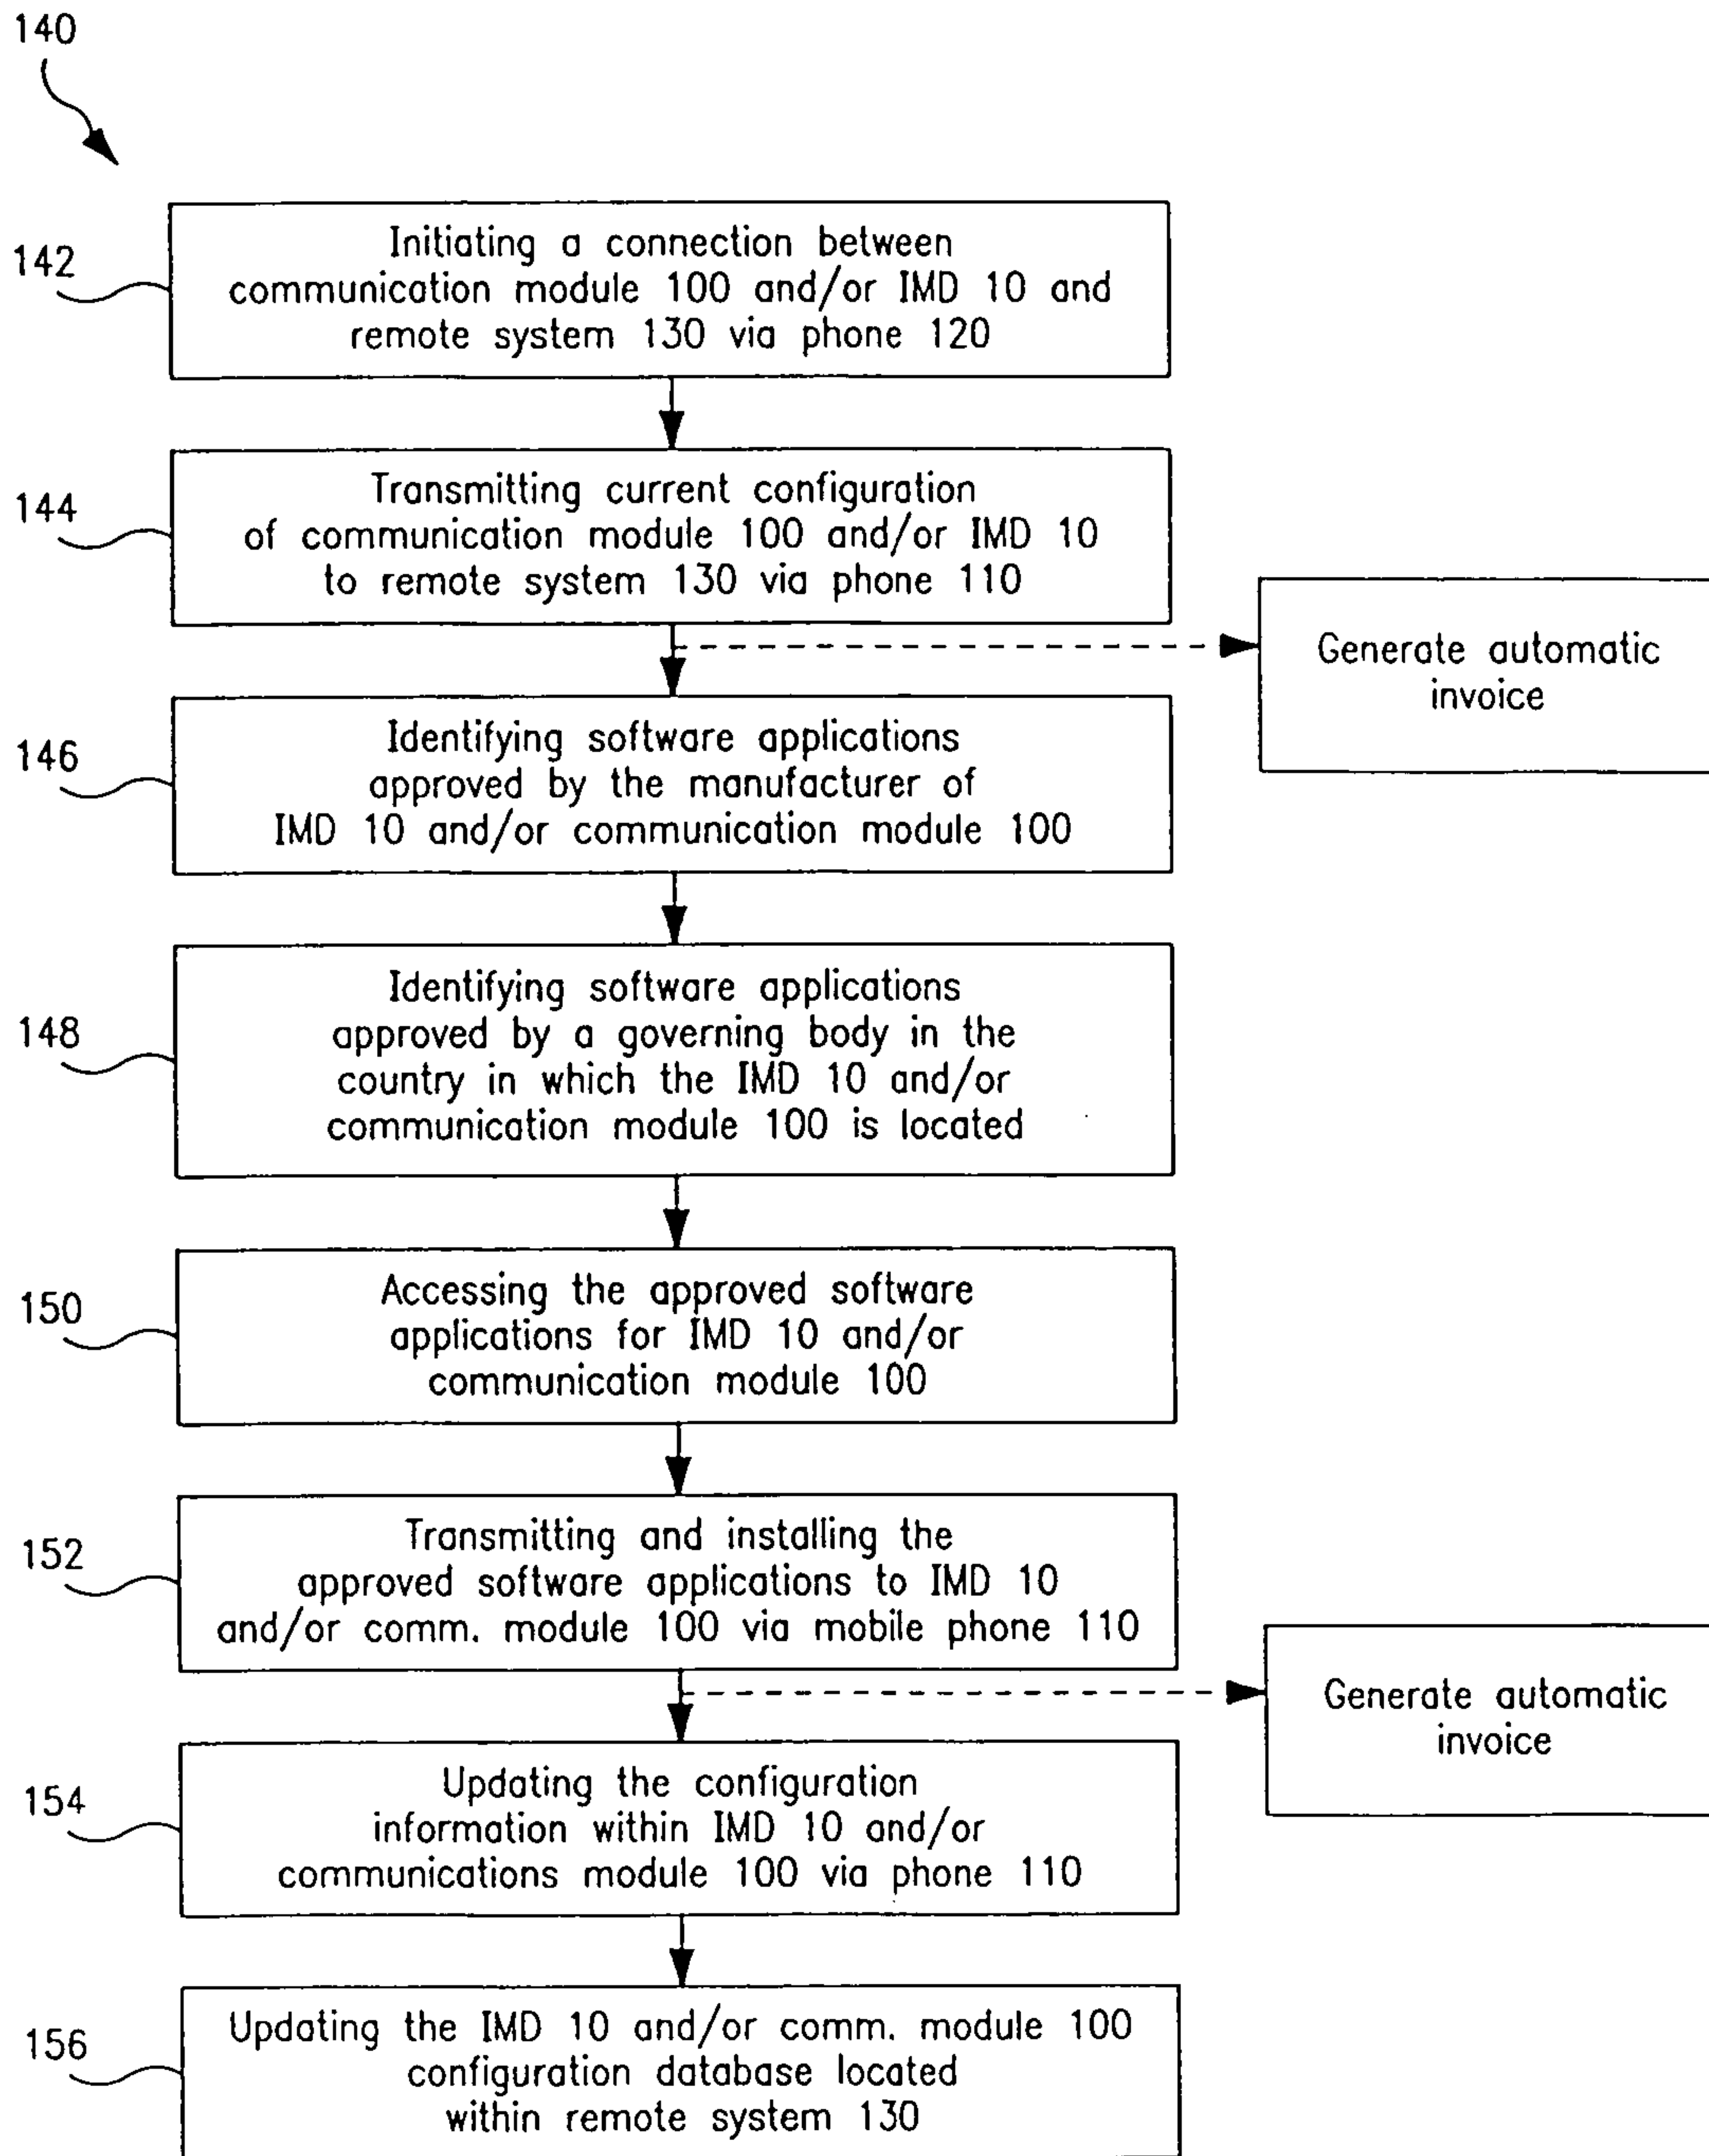 140
142
Initiating a connection between
communication module 100 and/or IMD 10 and
remote system 130 via phone 120
144
Transmitting current configuration
of communication module 100 and/or IMD 10
to remote system 130 via phone 110
Generate automatic
invoice
146
Identifying software applications
approved by the manufacturer of
IMD 10 and/or communication module 100
148
Identifying software applications
approved by a governing body in the
country in which the IMD 10 and/or
communication module 100 is located
150
Accessing the approved software
applications for IMD 10 and/or
communication module 100
152
Transmitting and installing the
approved software applications to IMD 10
and/or comm. module 100 via mobile phone 110
Generate automatic
invoice
154
Updating the configuration
information within IMD 10 and/or
communications module 100 via phone 110
156
Updating the IMD 10 and/or comm. module 100
configuration database located
within remote system 130